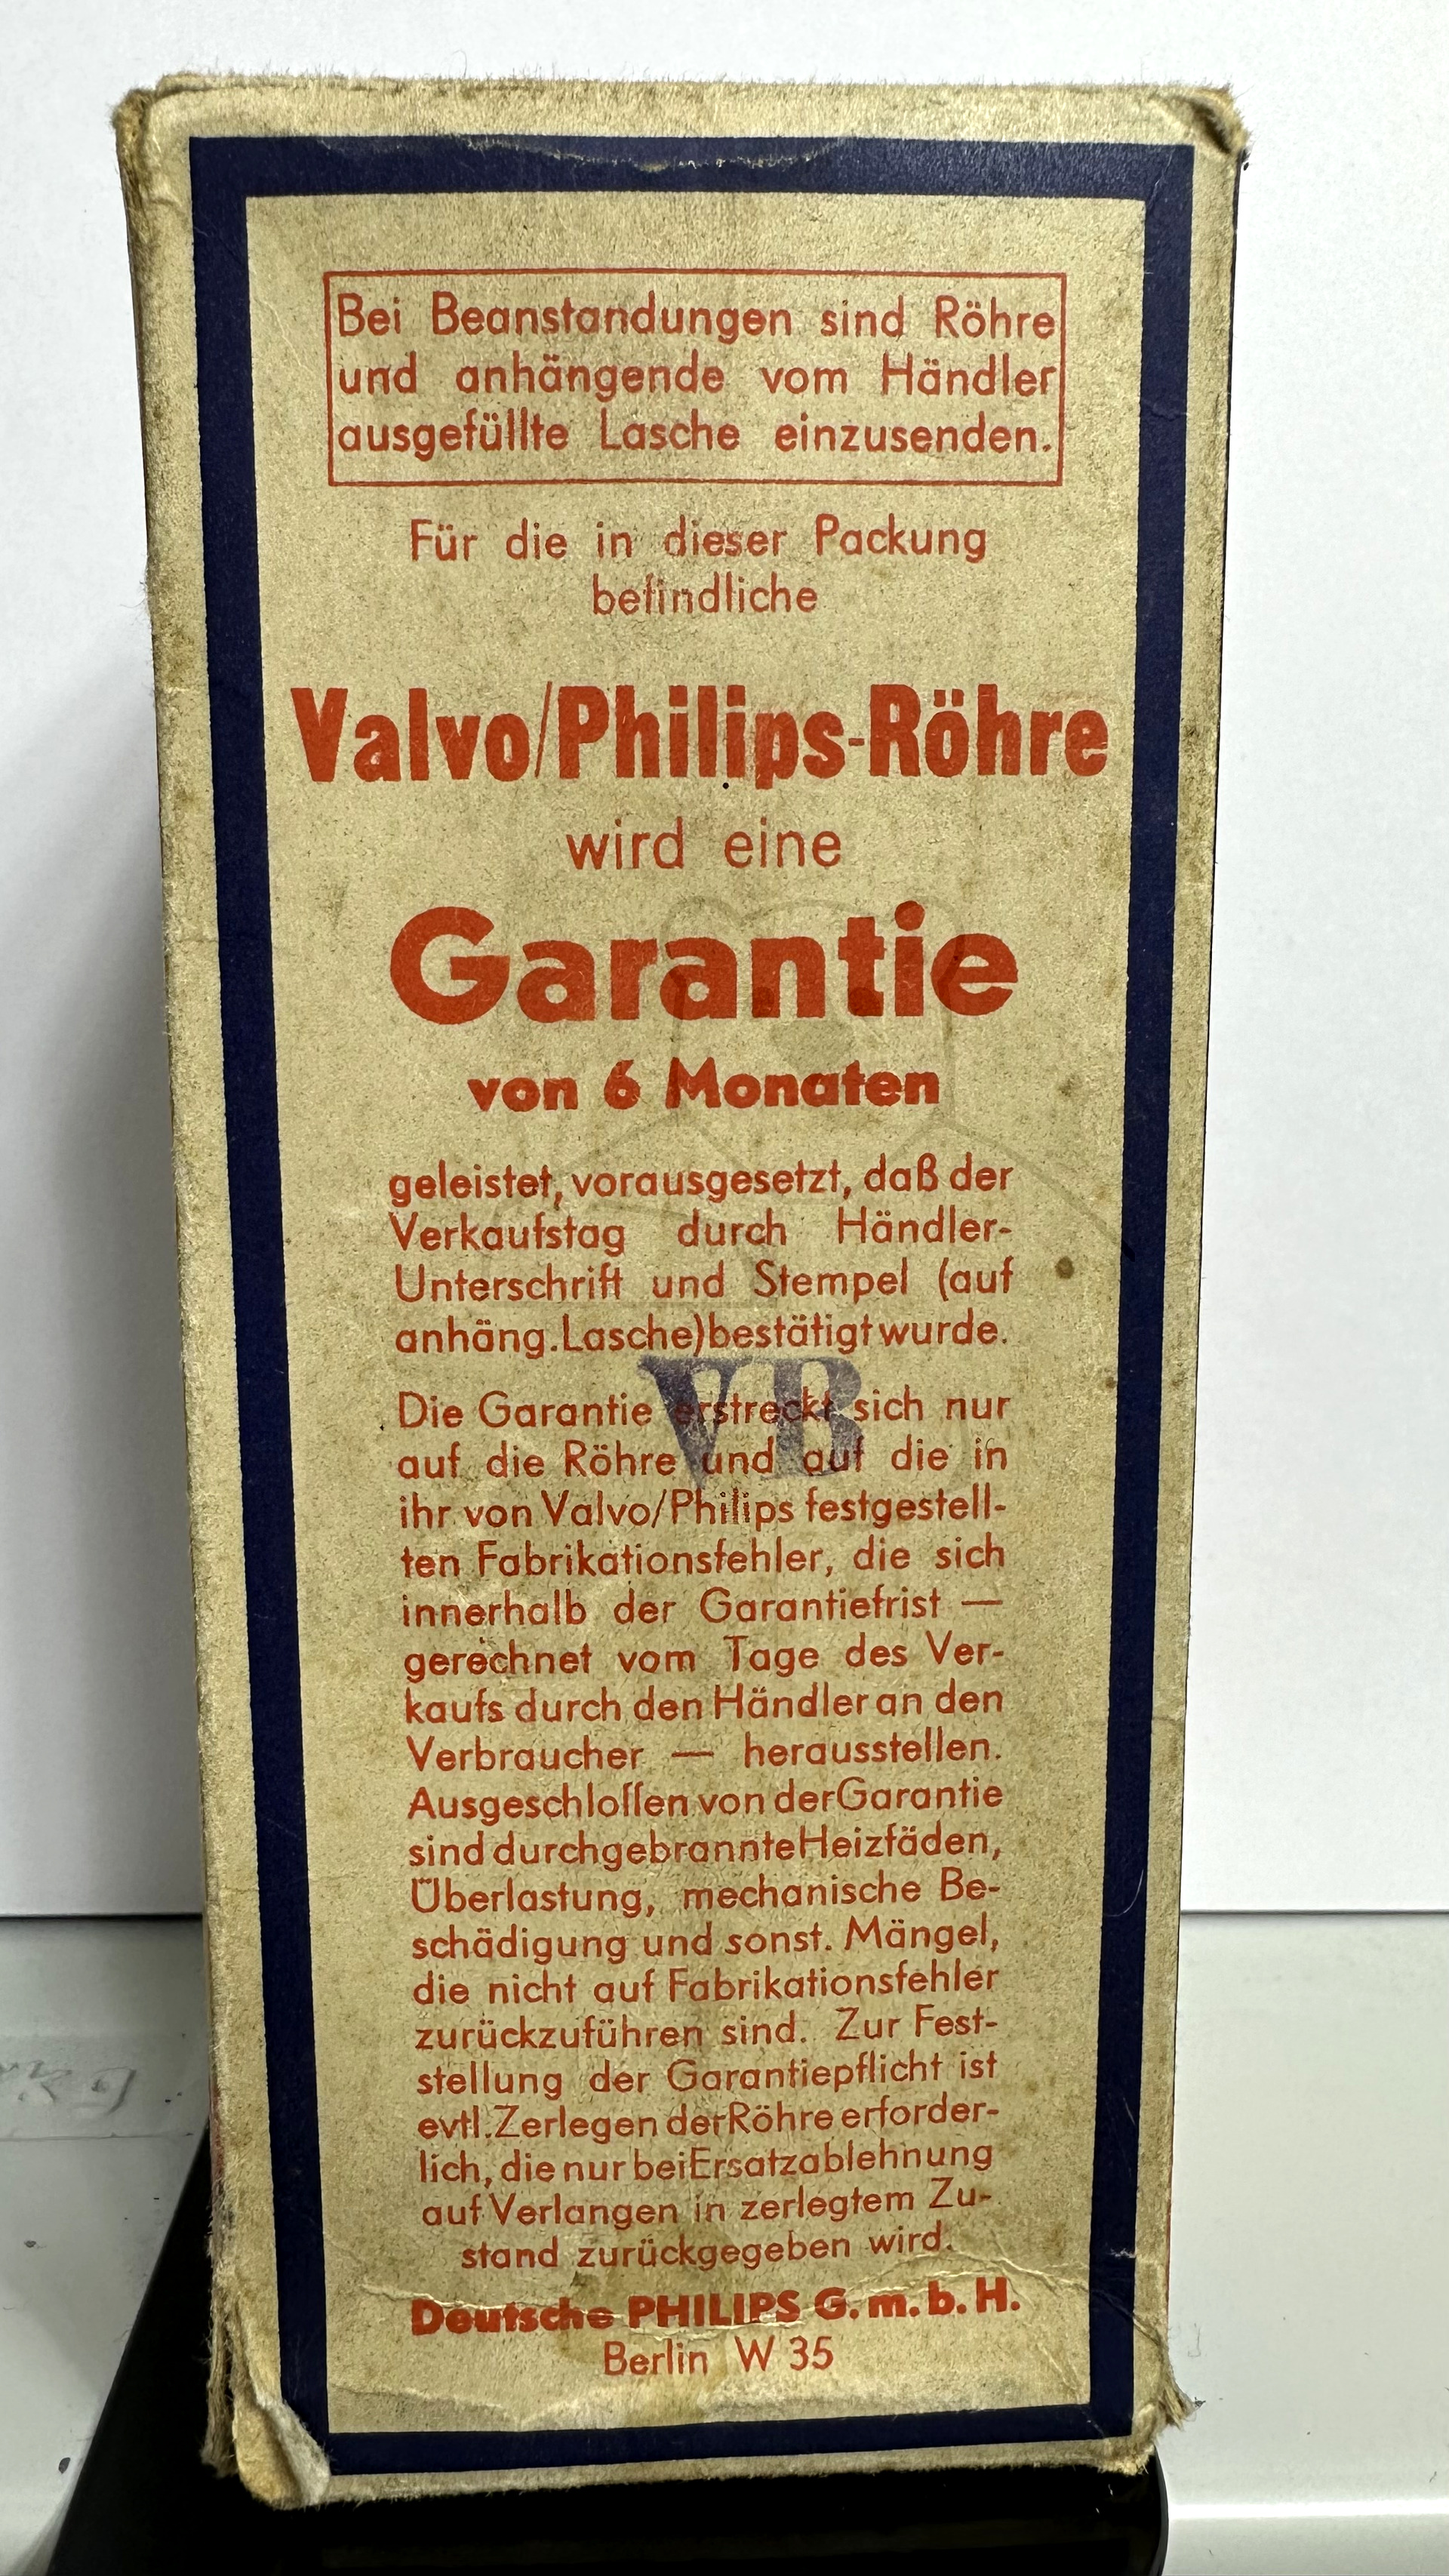 Bei Beanstandungen sind Röhre
und anhängende vom Händler
ausgefüllte Lasche einzusenden.
Für die in dieser Packung
befindliche
Valvo/Philips-Röhre
wird eine
Garantie
von 6 Monaten
geleistet, vorausgesetzt, daß der
Verkaufstag durch Händler-
Unterschrift und Stempel (auf
anhäng. Lasche) bestätigt wurde.
VB
Die Garantie erstreckt sich nur
auf die Röhre und auf die in
ihr von Valvo/Philips festgestell-
ten Fabrikationsfehler, die sich
innerhalb der Garantiefrist —
gerechnet vom Tage des Ver-
kaufs durch den Händler an den
Verbraucher — herausstellen.
Ausgeschloſſen von der Garantie
sind durchgebrannte Heizfäden,
Überlastung, mechanische Be-
schädigung und sonst. Mängel,
die nicht auf Fabrikationsfehler
zurückzuführen sind. Zur Fest-
stellung der Garantiepflicht ist
evtl. Zerlegen der Röhre erforder-
lich, die nur bei Ersatzablehnung
auf Verlangen in zerlegtem Zu-
stand zurückgegeben wird.
Deutsche PHILIPS G.m.b.H.
Berlin W 35